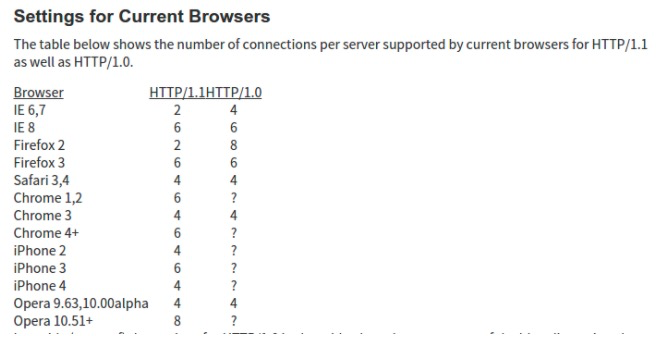 Settings for Current Browsers
The table below shows the number of connections per server supported by current browsers for HTTP/1.1
as well as HTTP/1.0.
Browser HTTP/1.1HTTP/1.0
IE 6,7 2 4
IE 8 6 6
Firefox 2 2 8
Firefox 3 6 6
Safari 3,4 4 4
Chrome 1,2 6 ?
Chrome 3 4 4
Chrome 4+ 6 ?
iPhone 2 4 ?
iPhone 3 6 ?
iPhone 4 4 ?
Opera 9.63,10.00alpha 4 4
Opera 10.51+ 8 ?